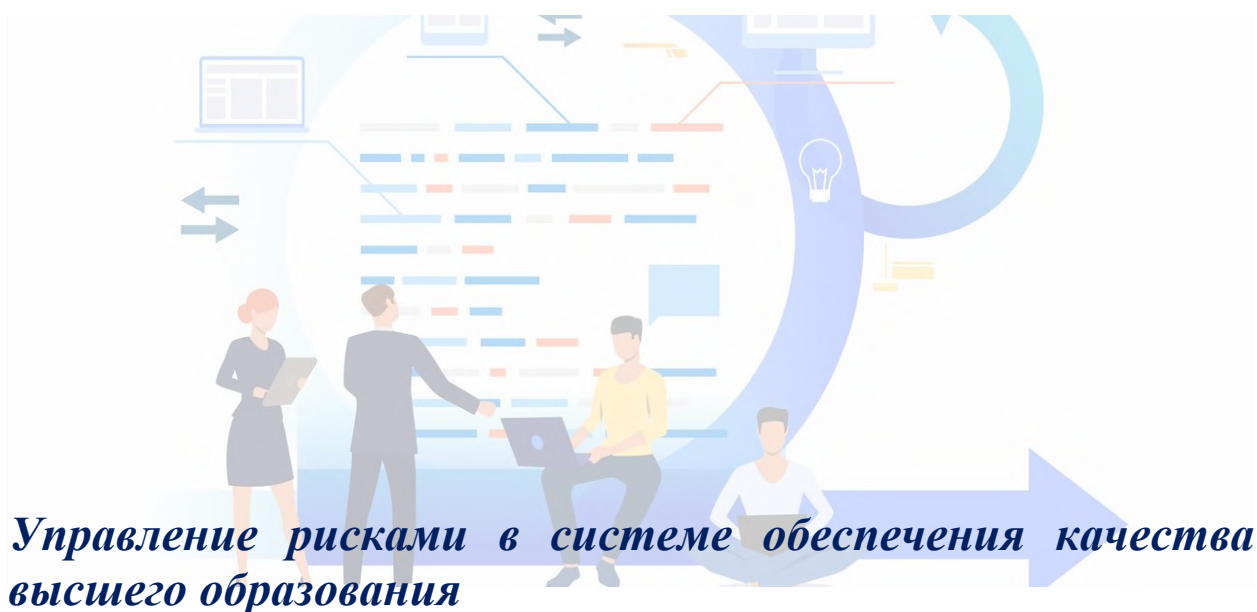 Управление рисками в системе обеспечения качества
высшего образования